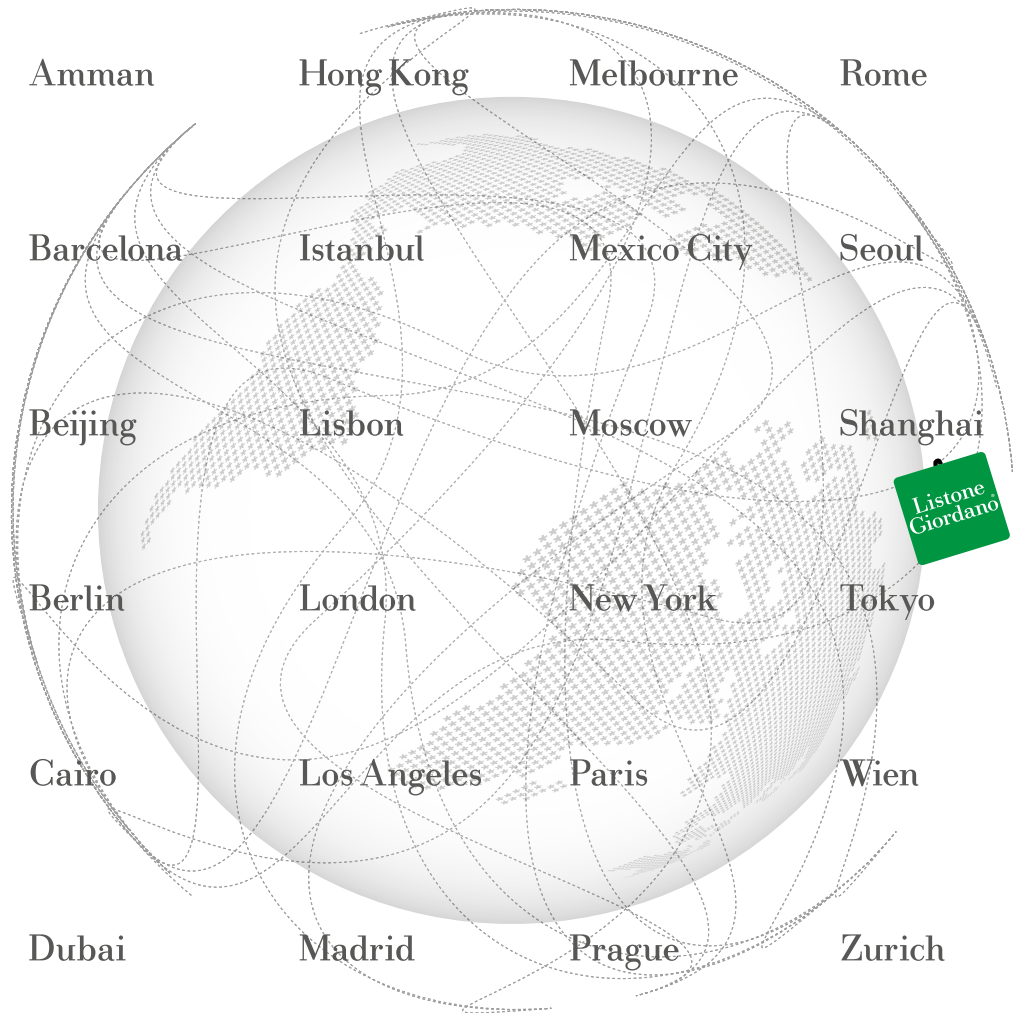 Amman
Hong Kong
Melbourne
Rome
Barcelona
Istanbul
Mexico City
Seoul
Beijing
Lisbon
Moscow
Shanghai
Listone
Giordano®
Berlin
London
New York
Tokyo
Cairo
Los Angeles
Paris
Wien
Dubai
Madrid
Prague
Zurich